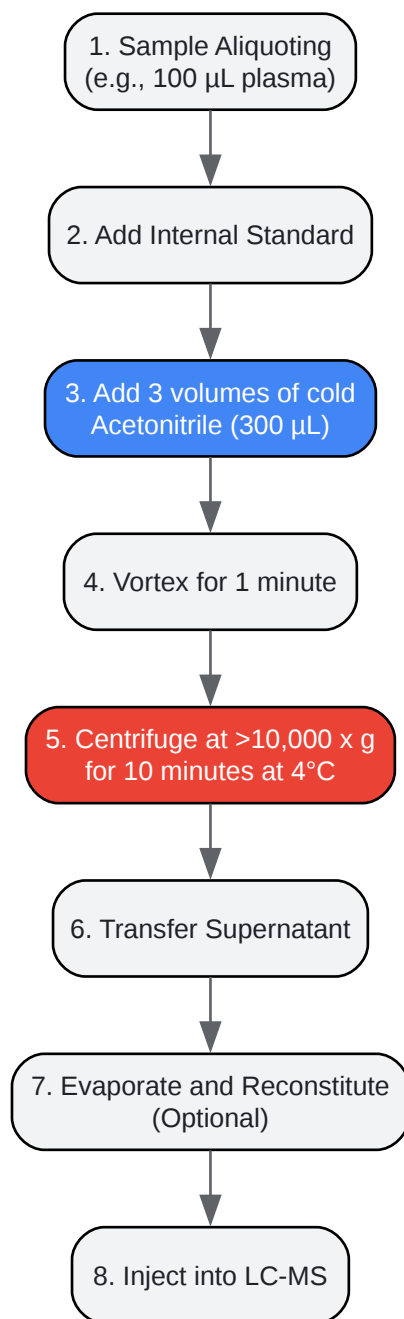 1. Sample Aliquoting
(e.g., 100 µL plasma)
2. Add Internal Standard
3. Add 3 volumes of cold
Acetonitrile (300 µL)
4. Vortex for 1 minute
5. Centrifuge at >10,000 x g
for 10 minutes at 4°C
6. Transfer Supernatant
7. Evaporate and Reconstitute
(Optional)
8. Inject into LC-MS